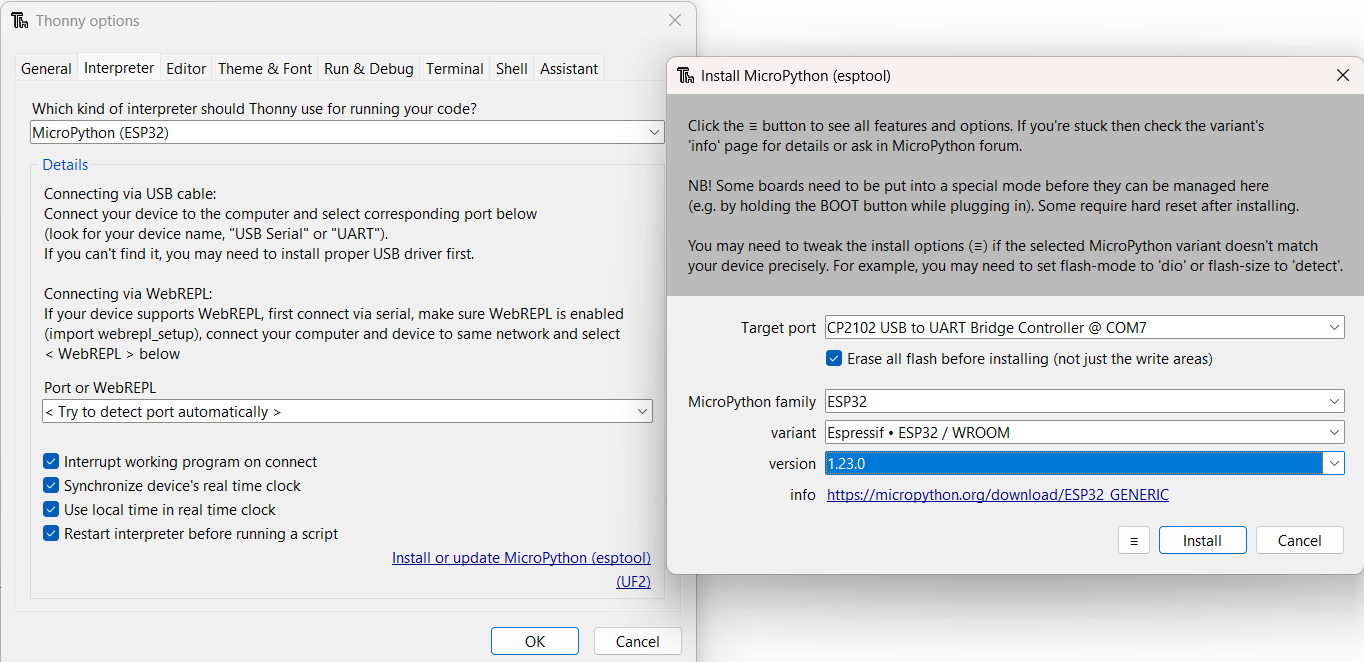 Thonny options
General Interpreter Editor Theme & Font Run & Debug Terminal Shell Assistant
Which kind of interpreter should Thonny use for running your code?
MicroPython (ESP32)
Details
Connecting via USB cable:
Connect your device to the computer and select corresponding port below
(look for your device name, "USB Serial" or "UART").
If you can't find it, you may need to install proper USB driver first.
Connecting via WebREPL:
If your device supports WebREPL, first connect via serial, make sure WebREPL is enabled
(import webrepl_setup), connect your computer and device to same network and select
< WebREPL > below
Port or WebREPL
< Try to detect port automatically >
Interrupt working program on connect
Synchronize device's real time clock
Use local time in real time clock
Restart interpreter before running a script
Install or update MicroPython (esptool)
(UF2)
OK Cancel
Install MicroPython (esptool)
Click the ≡ button to see all features and options. If you're stuck then check the variant's
'info' page for details or ask in MicroPython forum.
NB! Some boards need to be put into a special mode before they can be managed here
(e.g. by holding the BOOT button while plugging in). Some require hard reset after installing.
You may need to tweak the install options (≡) if the selected MicroPython variant doesn't match
your device precisely. For example, you may need to set flash-mode to 'dio' or flash-size to 'detect'.
Target port CP2102 USB to UART Bridge Controller @ COM7
Erase all flash before installing (not just the write areas)
MicroPython family ESP32
variant Espressif • ESP32 / WROOM
version 1.23.0
info https://micropython.org/download/ESP32_GENERIC
≡ Install Cancel